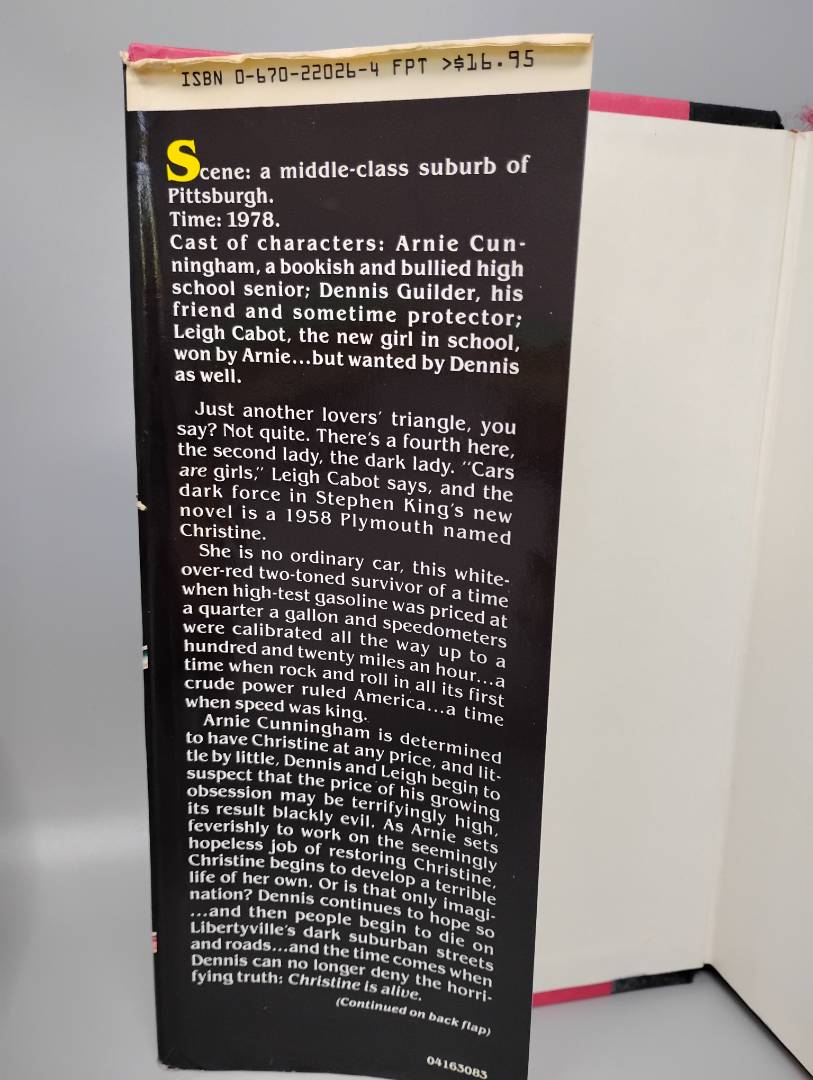 ISBN 0-670-22026-4 FPT >$16.95
Scene: a middle-class suburb of
Pittsburgh.
Time: 1978.
Cast of characters: Arnie Cun-
ningham, a bookish and bullied high
school senior; Dennis Guilder, his
friend and sometime protector;
Leigh Cabot, the new girl in school,
won by Arnie...but wanted by Dennis
as well.
Just another lovers' triangle, you
say? Not quite. There's a fourth here,
the second lady, the dark lady. "Cars
are girls," Leigh Cabot says, and the
dark force in Stephen King's new
novel is a 1958 Plymouth named
Christine.
She is no ordinary car, this white-
over-red two-toned survivor of a time
when high-test gasoline was priced at
a quarter a gallon and speedometers
were calibrated all the way up to a
hundred and twenty miles an hour...a
time when rock and roll in all its first
crude power ruled America...a time
when speed was king.
Arnie Cunningham is determined
to have Christine at any price, and lit-
tle by little, Dennis and Leigh begin to
suspect that the price of his growing
obsession may be terrifyingly high,
its result blackly evil. As Arnie sets
feverishly to work on the seemingly
hopeless job of restoring Christine,
Christine begins to develop a terrible
life of her own. Or is that only imagi-
nation? Dennis continues to hope so
...and then people begin to die on
Libertyville's dark suburban streets
and roads...and the time comes when
Dennis can no longer deny the horri-
fying truth: Christine is alive.
(Continued on back flap)
04163083